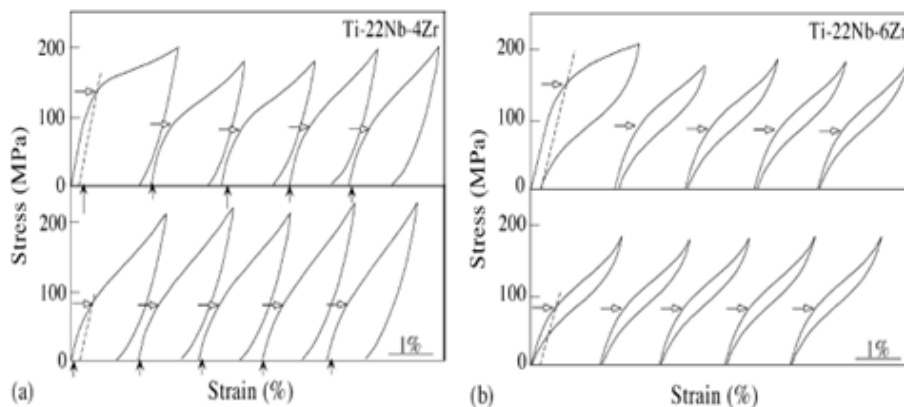 Ti-22Nb-4Zr
200
100
0
200
100
0
1%
Stress (MPa)
Strain (%)
(a)
Ti-22Nb-6Zr
200
100
0
200
100
0
1%
Stress (MPa)
Strain (%)
(b)